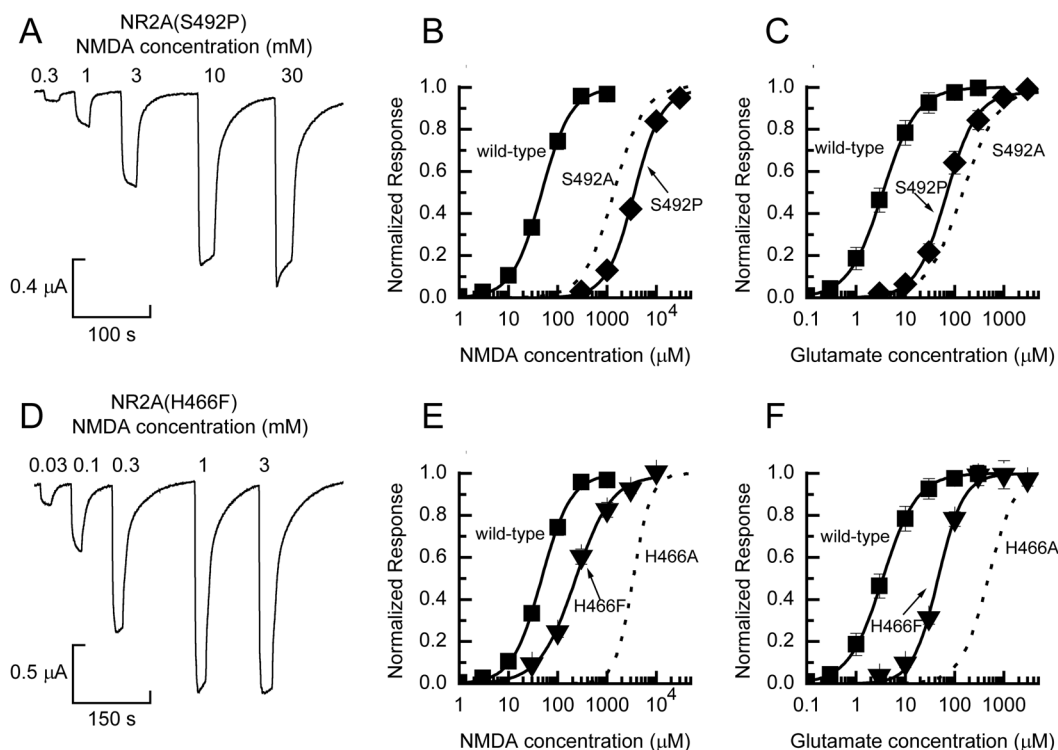 A
NR2A(S492P)
NMDA concentration (mM)
0.3 1 3 10 30
0.4 μA
100 s
B
Normalized Response
1.0
0.8
0.6
0.4
0.2
0.0
wild-type
S492A
S492P
1 10 100 1000 10⁴
NMDA concentration (μM)
C
Normalized Response
1.0
0.8
0.6
0.4
0.2
0.0
wild-type
S492A
S492P
0.1 1 10 100 1000
Glutamate concentration (μM)
D
NR2A(H466F)
NMDA concentration (mM)
0.03 0.1 0.3 1 3
0.5 μA
150 s
E
Normalized Response
1.0
0.8
0.6
0.4
0.2
0.0
wild-type
H466A
H466F
1 10 100 1000 10⁴
NMDA concentration (μM)
F
Normalized Response
1.0
0.8
0.6
0.4
0.2
0.0
wild-type
H466A
H466F
0.1 1 10 100 1000
Glutamate concentration (μM)